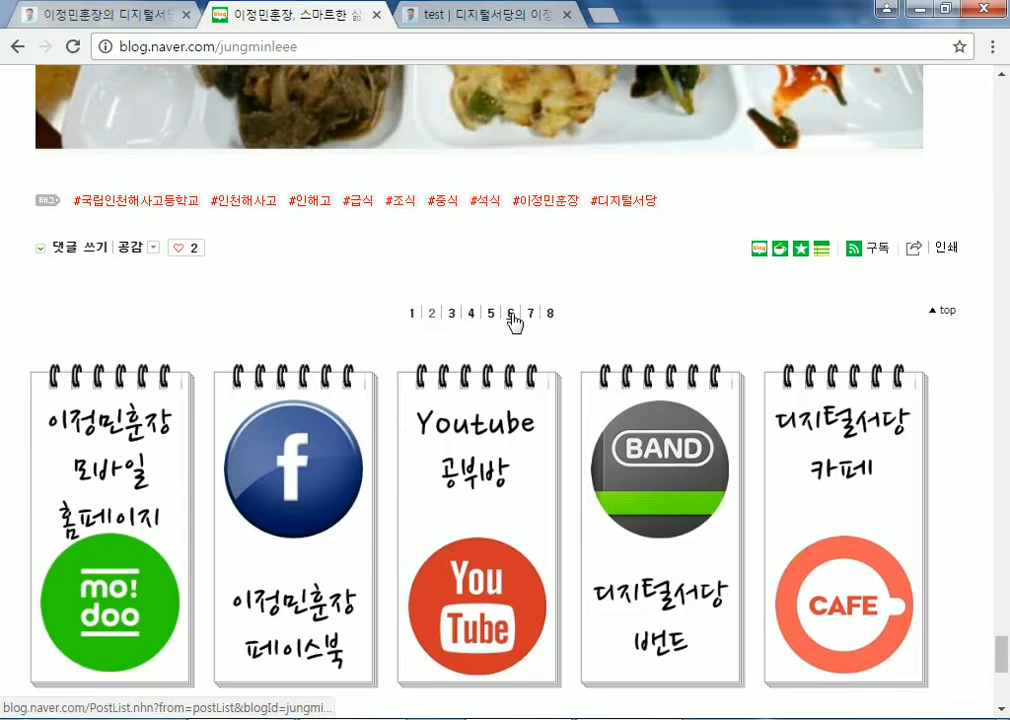 이정민훈장의 디지털서당
이정민훈장, 스마트한 삶
test | 디지털서당의 이정
blog.naver.com/jungminleee
태그
#국립인천해사고등학교 #인천해사고 #인해고 #급식 #조식 #중식 #석식 #이정민훈장 #디지털서당
댓글 쓰기 공감 2
blog
구독 인쇄
1 2 3 4 5 6 7 8
top
이정민훈장
모바일
홈페이지
mo!
doo
f
이정민훈장
페이스북
Youtube
공부방
You
Tube
BAND
디지털서당
밴드
디지털서당
카페
CAFE
blog.naver.com/PostList.nhn?from=postList&blogId=jungmi...